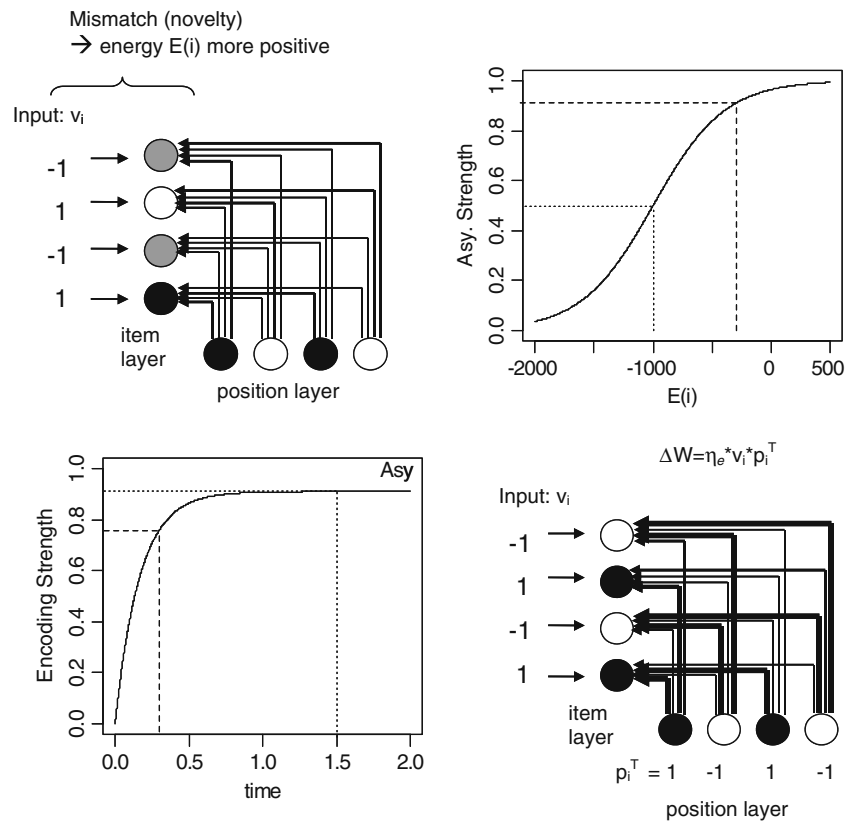 Mismatch (novelty)
→ energy E(i) more positive
Input: vᵢ
-1
1
-1
1
item
layer
position layer
Asy. Strength
1.0
0.8
0.6
0.4
0.2
0.0
-2000
-1000
0
500
E(i)
Encoding Strength
1.0
0.8
0.6
0.4
0.2
0.0
Asy
0.0
0.5
1.0
1.5
2.0
time
ΔW=ηₑ*vᵢ*pᵢᵀ
Input: vᵢ
-1
1
-1
1
item
layer
pᵢᵀ = 1 -1 1 -1
position layer